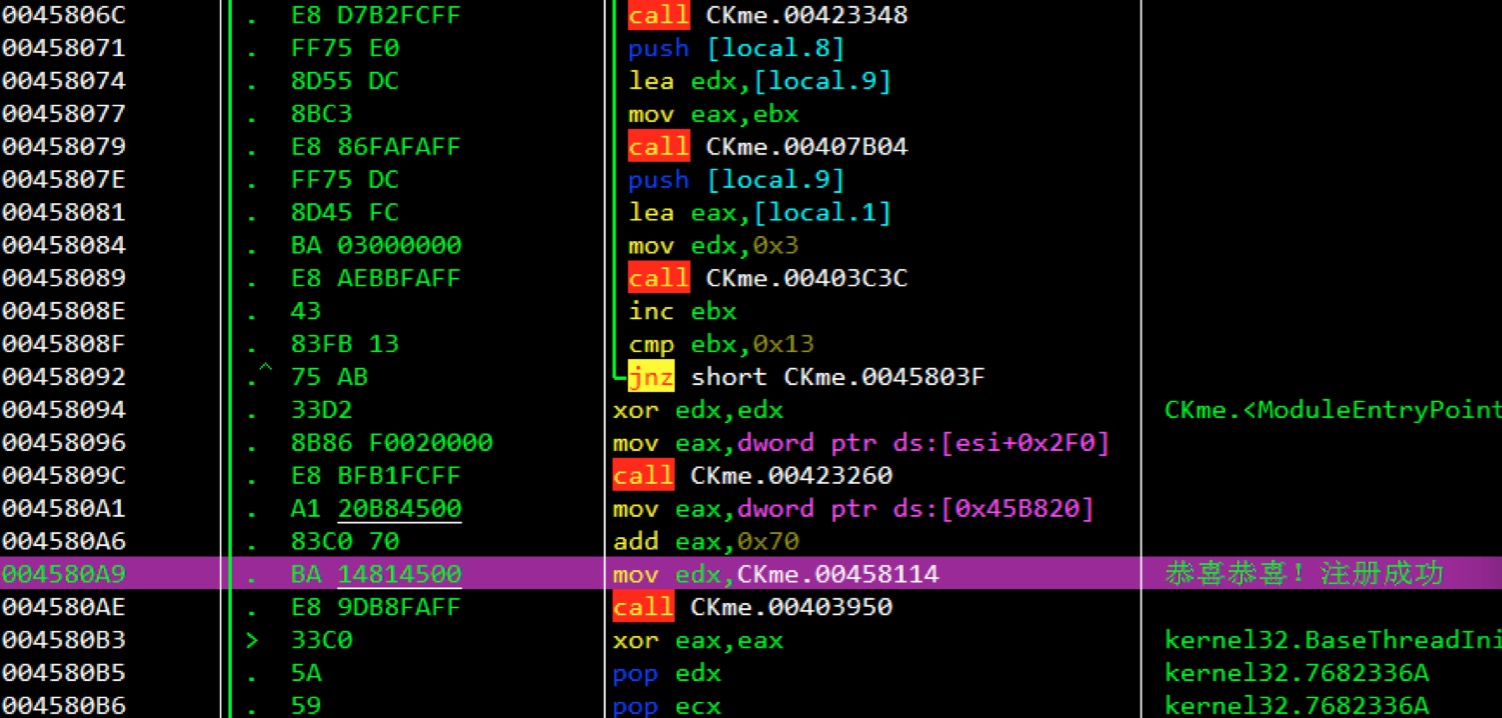 0045806C . E8 D7B2FCFF call CKme.00423348
00458071 . FF75 E0 push [local.8]
00458074 . 8D55 DC lea edx,[local.9]
00458077 . 8BC3 mov eax,ebx
00458079 . E8 86FAFAFF call CKme.00407B04
0045807E . FF75 DC push [local.9]
00458081 . 8D45 FC lea eax,[local.1]
00458084 . BA 03000000 mov edx,0x3
00458089 . E8 AEBBFAFF call CKme.00403C3C
0045808E . 43 inc ebx
0045808F . 83FB 13 cmp ebx,0x13
00458092 .^ 75 AB jnz short CKme.0045803F
00458094 . 33D2 xor edx,edx CKme.<ModuleEntryPoint
00458096 . 8B86 F0020000 mov eax,dword ptr ds:[esi+0x2F0]
0045809C . E8 BFB1FCFF call CKme.00423260
004580A1 . A1 20B84500 mov eax,dword ptr ds:[0x45B820]
004580A6 . 83C0 70 add eax,0x70
004580A9 . BA 14814500 mov edx,CKme.00458114 恭喜恭喜！注册成功
004580AE . E8 9DB8FAFF call CKme.00403950
004580B3 > 33C0 xor eax,eax kernel32.BaseThreadIni
004580B5 . 5A pop edx kernel32.7682336A
004580B6 . 59 pop ecx kernel32.7682336A